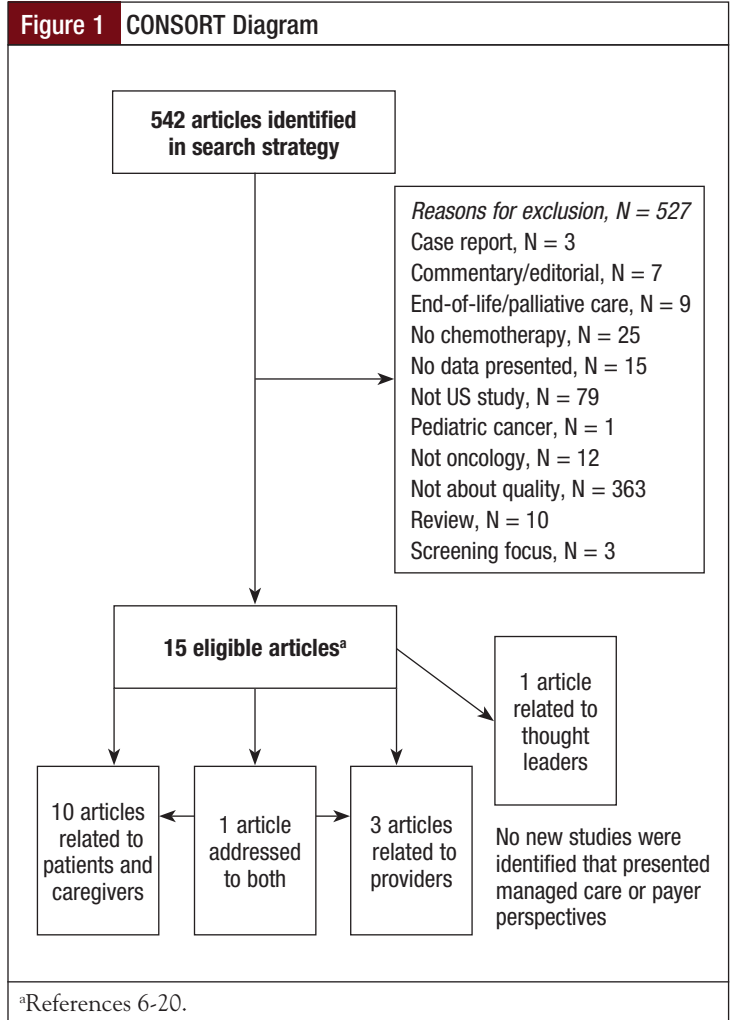 Figure 1 CONSORT Diagram
542 articles identified
in search strategy
Reasons for exclusion, N = 527
Case report, N = 3
Commentary/editorial, N = 7
End-of-life/palliative care, N = 9
No chemotherapy, N = 25
No data presented, N = 15
Not US study, N = 79
Pediatric cancer, N = 1
Not oncology, N = 12
Not about quality, N = 363
Review, N = 10
Screening focus, N = 3
15 eligible articlesᵃ
1 article
related to
thought
leaders
10 articles
related to
patients and
caregivers
1 article
addressed
to both
3 articles
related to
providers
No new studies were
identified that presented
managed care or payer
perspectives
ᵃReferences 6-20.